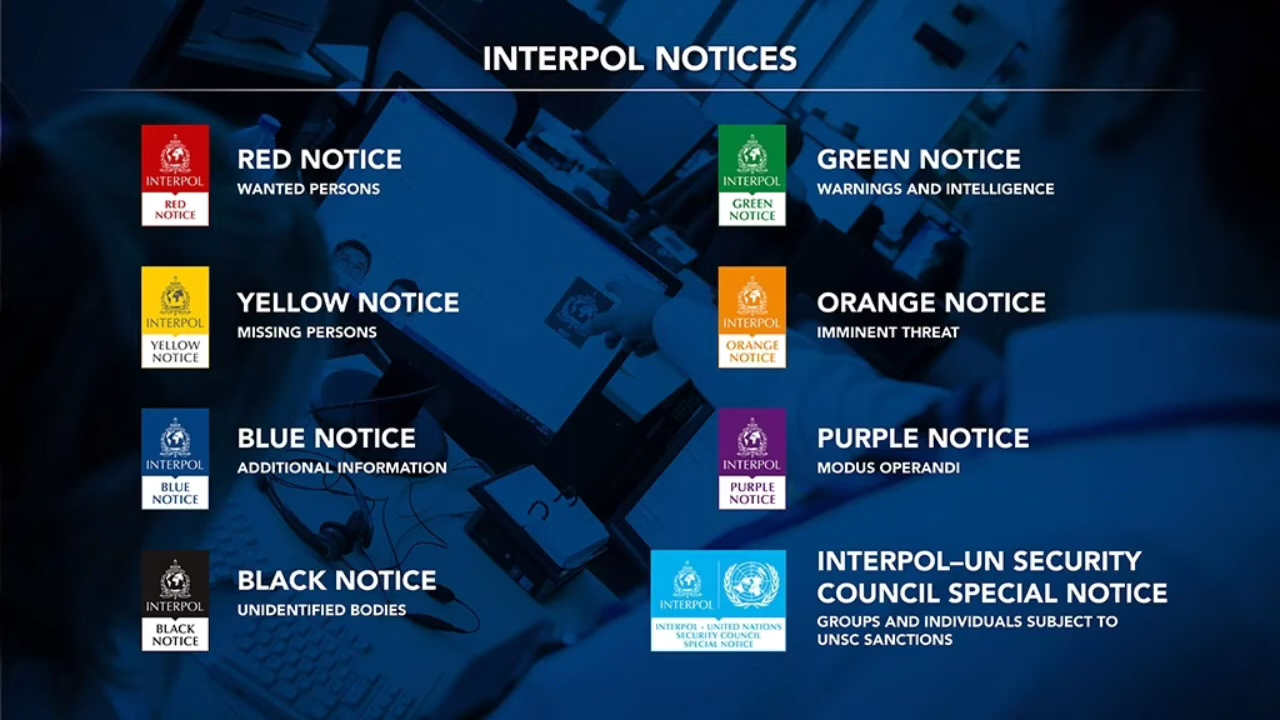 INTERPOL NOTICES
INTERPOL
RED
NOTICE
RED NOTICE
WANTED PERSONS
INTERPOL
YELLOW
NOTICE
YELLOW NOTICE
MISSING PERSONS
INTERPOL
BLUE
NOTICE
BLUE NOTICE
ADDITIONAL INFORMATION
INTERPOL
BLACK
NOTICE
BLACK NOTICE
UNIDENTIFIED BODIES
INTERPOL
GREEN
NOTICE
GREEN NOTICE
WARNINGS AND INTELLIGENCE
INTERPOL
ORANGE
NOTICE
ORANGE NOTICE
IMMINENT THREAT
INTERPOL
PURPLE
NOTICE
PURPLE NOTICE
MODUS OPERANDI
INTERPOL
INTERPOL - UNITED NATIONS
SECURITY COUNCIL
SPECIAL NOTICE
INTERPOL–UN SECURITY
COUNCIL SPECIAL NOTICE
GROUPS AND INDIVIDUALS SUBJECT TO
UNSC SANCTIONS